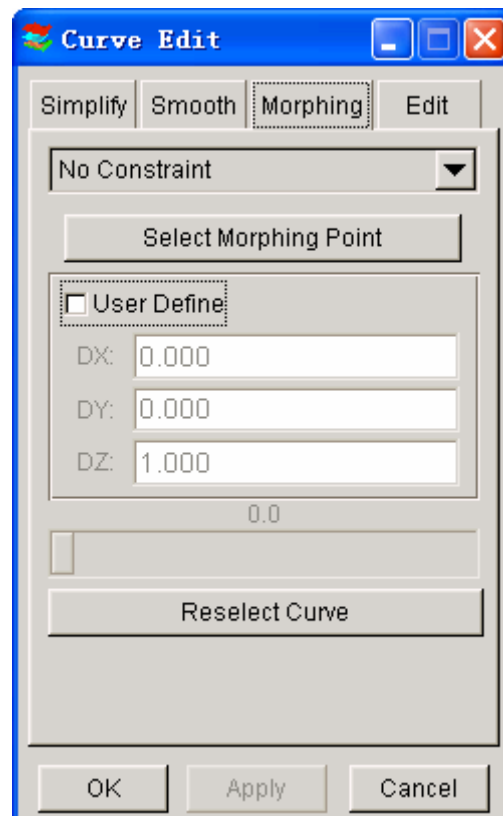 Curve Edit
Simplify Smooth Morphing Edit
No Constraint
Select Morphing Point
User Define
DX: 0.000
DY: 0.000
DZ: 1.000
0.0
Reselect Curve
OK Apply Cancel